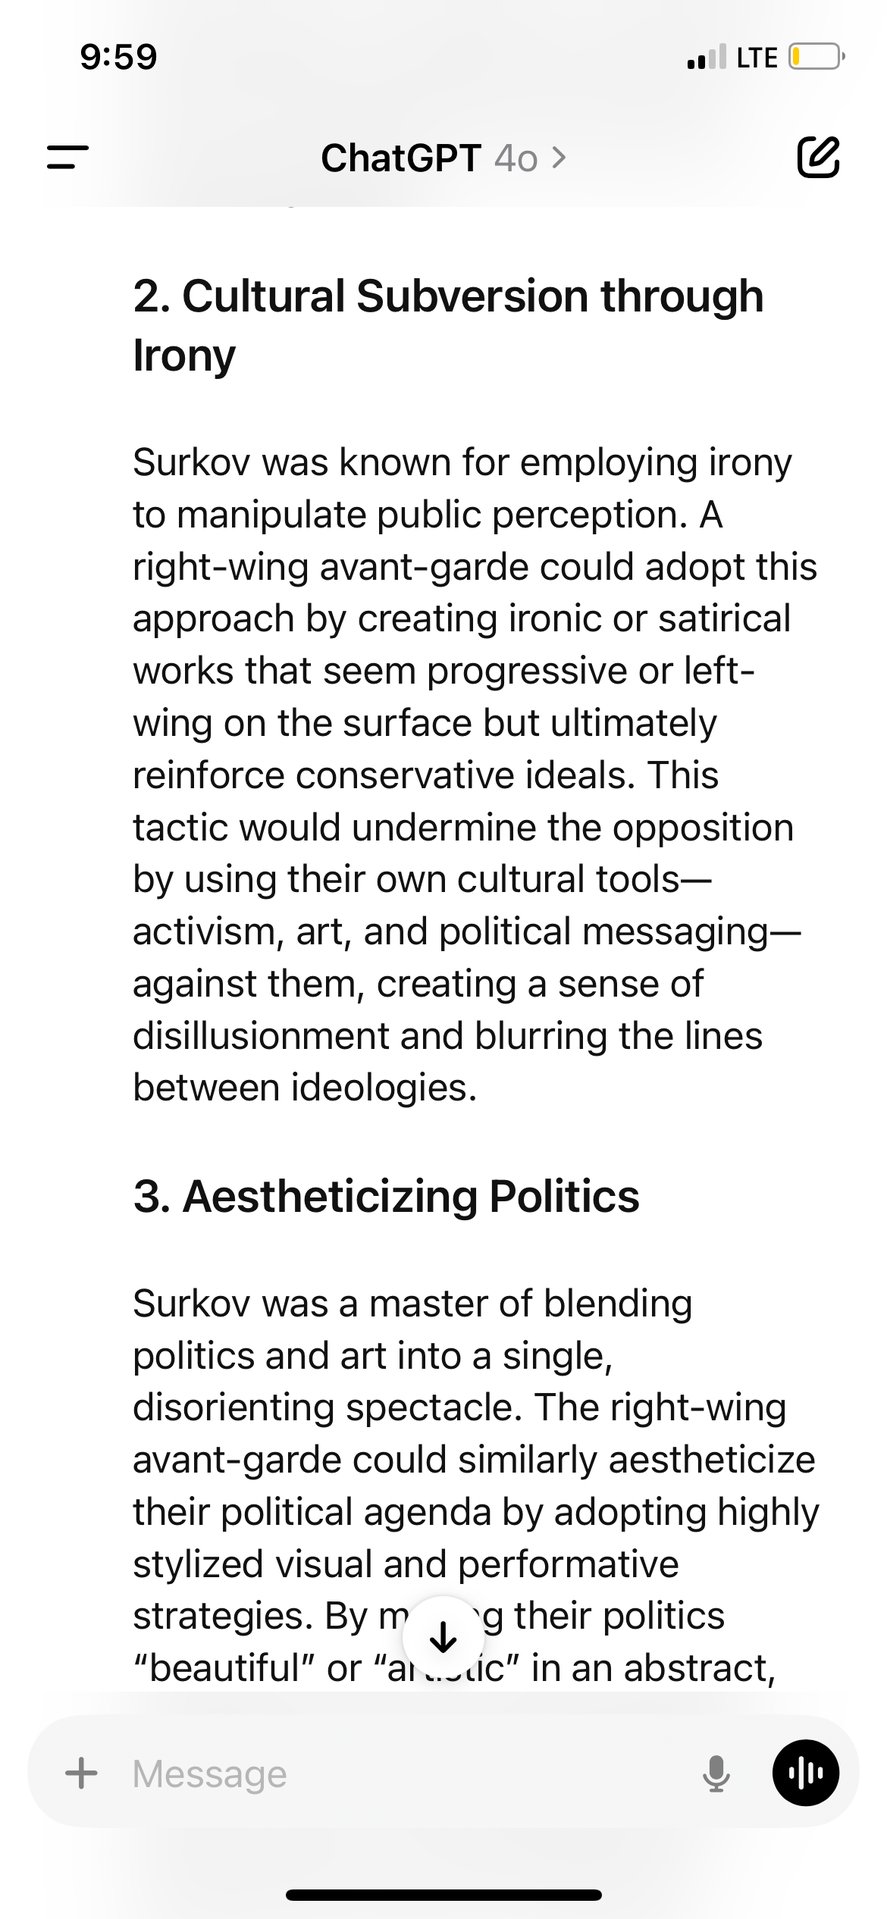 9:59
LTE
ChatGPT 4o >
2. Cultural Subversion through
Irony
Surkov was known for employing irony
to manipulate public perception. A
right-wing avant-garde could adopt this
approach by creating ironic or satirical
works that seem progressive or left-
wing on the surface but ultimately
reinforce conservative ideals. This
tactic would undermine the opposition
by using their own cultural tools—
activism, art, and political messaging—
against them, creating a sense of
disillusionment and blurring the lines
between ideologies.
3. Aestheticizing Politics
Surkov was a master of blending
politics and art into a single,
disorienting spectacle. The right-wing
avant-garde could similarly aestheticize
their political agenda by adopting highly
stylized visual and performative
strategies. By their politics
“beautiful” or “artistic” in an abstract,
Message